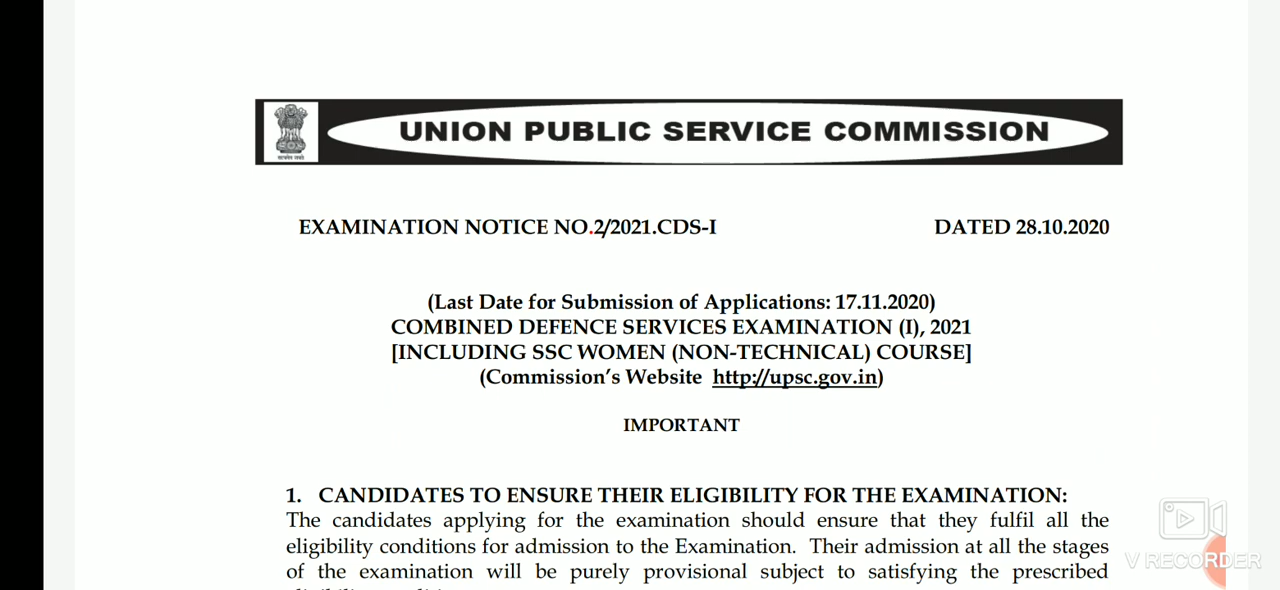 सत्यमेव जयते
UNION PUBLIC SERVICE COMMISSION
EXAMINATION NOTICE NO.2/2021.CDS-I DATED 28.10.2020
(Last Date for Submission of Applications: 17.11.2020)
COMBINED DEFENCE SERVICES EXAMINATION (I), 2021
[INCLUDING SSC WOMEN (NON-TECHNICAL) COURSE]
(Commission's Website http://upsc.gov.in)
IMPORTANT
1. CANDIDATES TO ENSURE THEIR ELIGIBILITY FOR THE EXAMINATION:
The candidates applying for the examination should ensure that they fulfil all the
eligibility conditions for admission to the Examination. Their admission at all the stages
of the examination will be purely provisional subject to satisfying the prescribed
V RECORDER